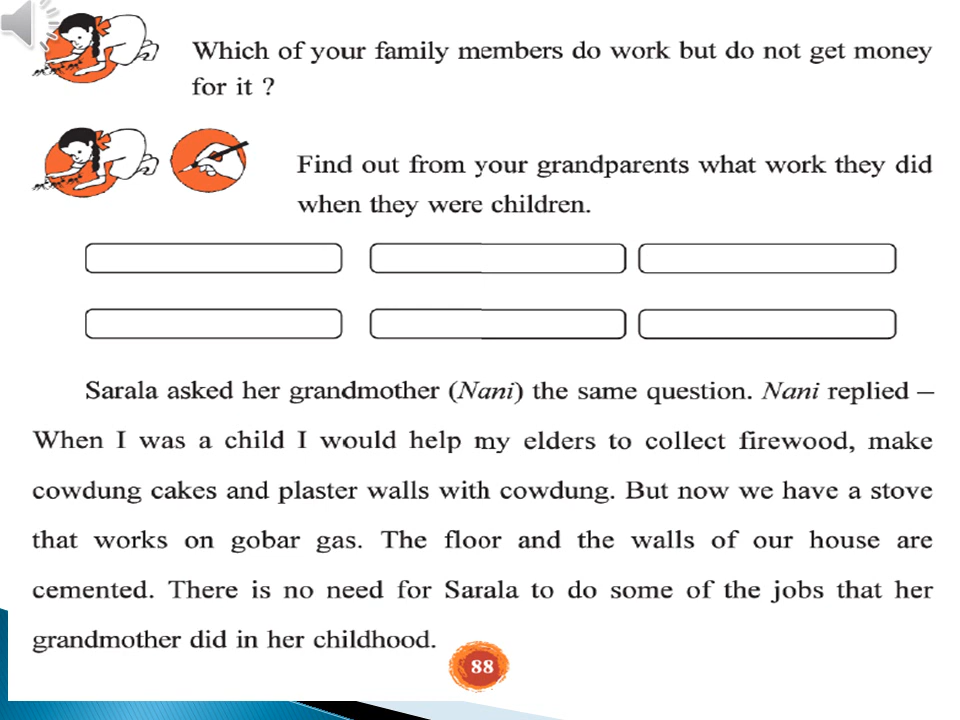 Which of your family members do work but do not get money
for it ?
Find out from your grandparents what work they did
when they were children.
Sarala asked her grandmother (Nani) the same question. Nani replied –
When I was a child I would help my elders to collect firewood, make
cowdung cakes and plaster walls with cowdung. But now we have a stove
that works on gobar gas. The floor and the walls of our house are
cemented. There is no need for Sarala to do some of the jobs that her
grandmother did in her childhood.
88